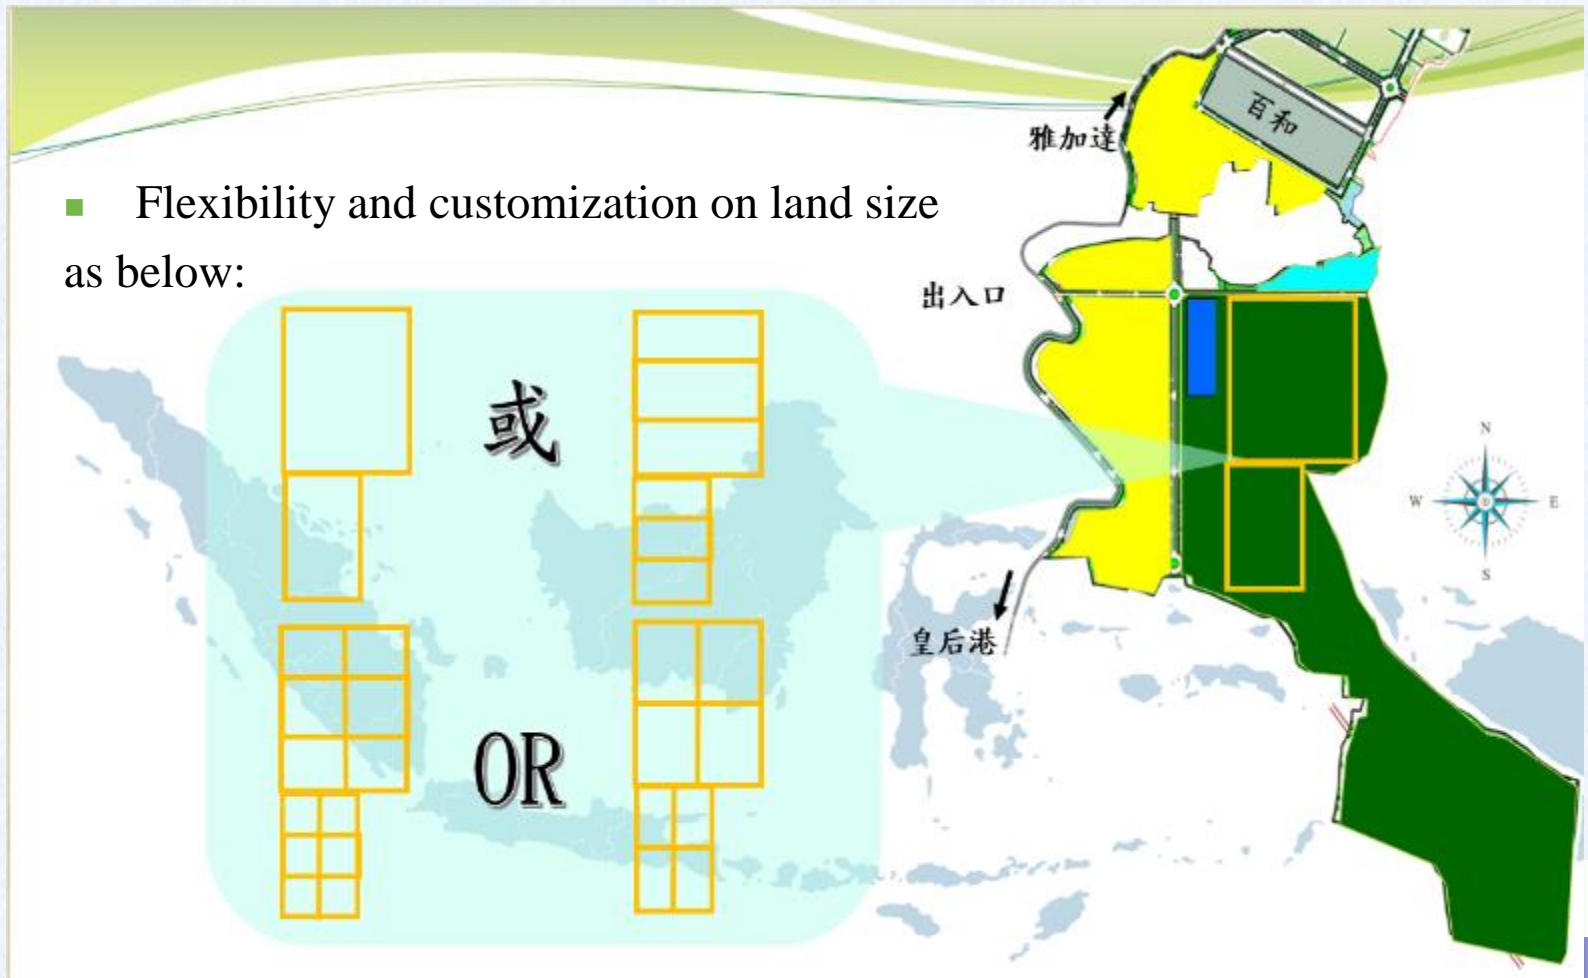 Flexibility and customization on land size
as below:
或
OR
百和
雅加達
出入口
皇后港
N
W
E
S